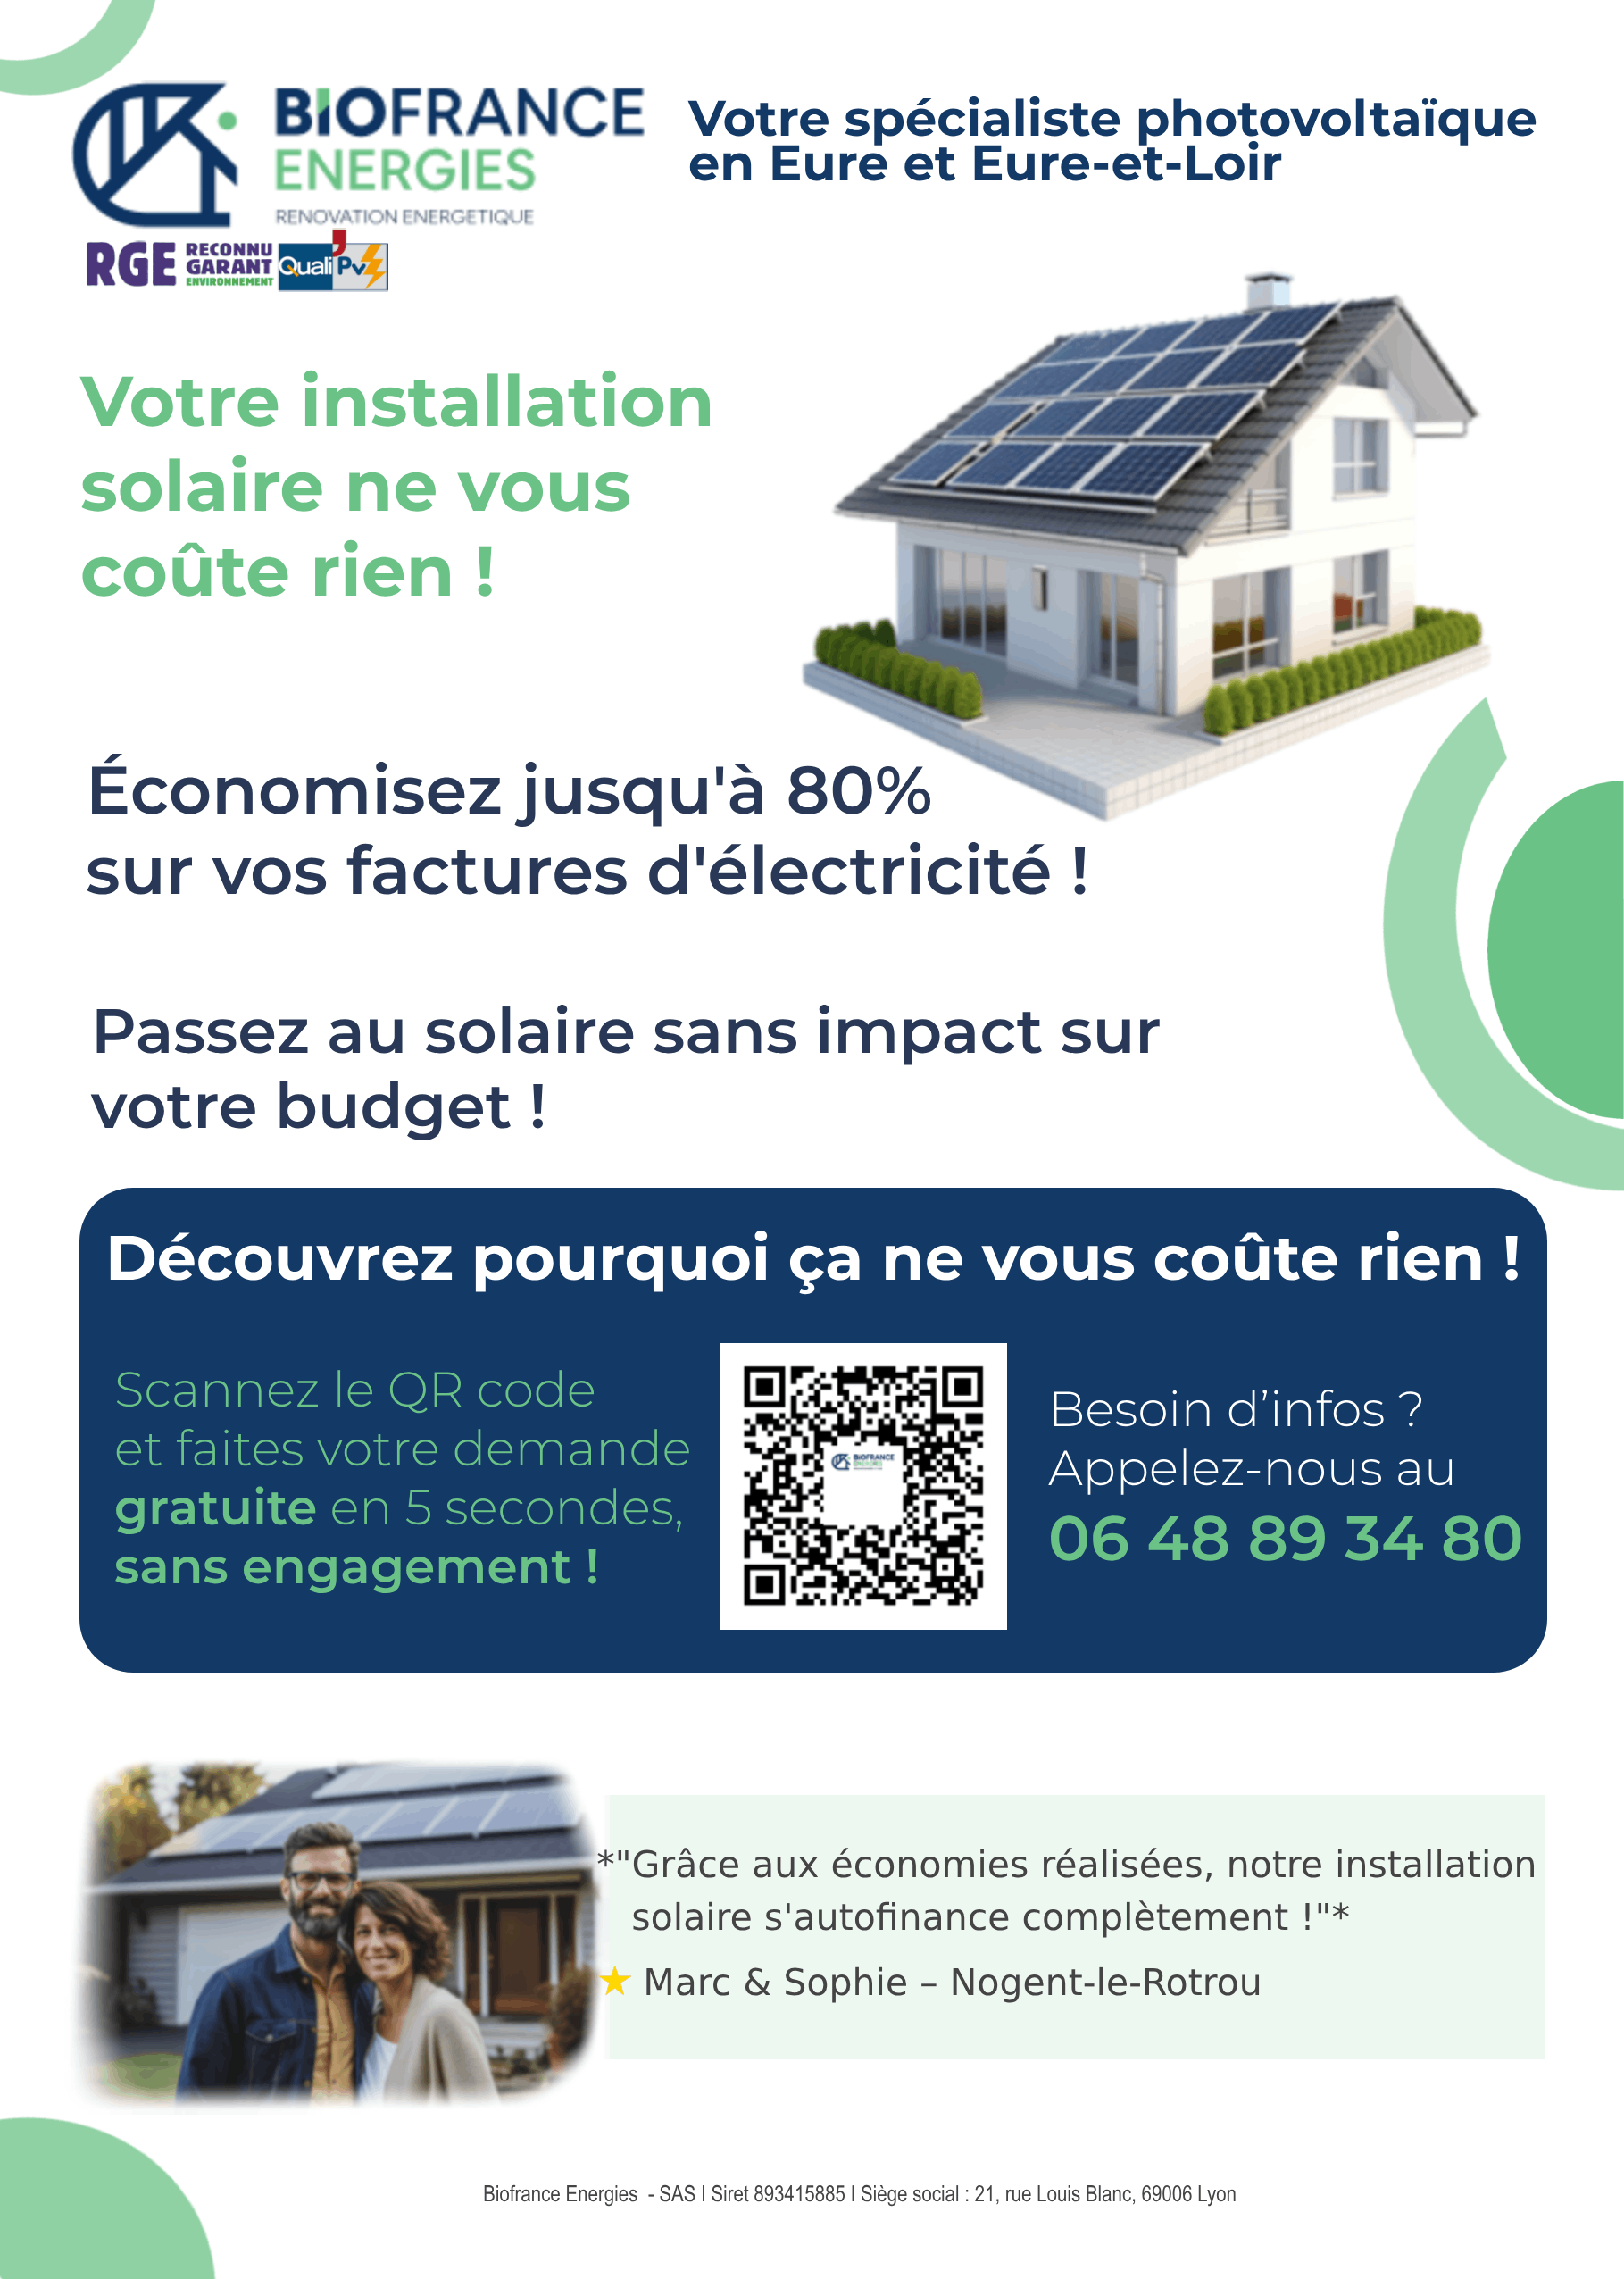 BIOFRANCE
ENERGIES
RENOVATION ENERGETIQUE
RGE RECONNU
GARANT
ENVIRONNEMENT
Quali'PV
Votre spécialiste photovoltaïque
en Eure et Eure-et-Loir
Votre installation
solaire ne vous
coûte rien !
Économisez jusqu'à 80%
sur vos factures d'électricité !
Passez au solaire sans impact sur
votre budget !
Découvrez pourquoi ça ne vous coûte rien !
Scannez le QR code
et faites votre demande
gratuite en 5 secondes,
sans engagement !
BIOFRANCE
ENERGIES
Besoin d’infos ?
Appelez-nous au
06 48 89 34 80
*"Grâce aux économies réalisées, notre installation
solaire s'autofinance complètement !"*
★ Marc & Sophie – Nogent-le-Rotrou
Biofrance Energies - SAS I Siret 893415885 I Siège social : 21, rue Louis Blanc, 69006 Lyon